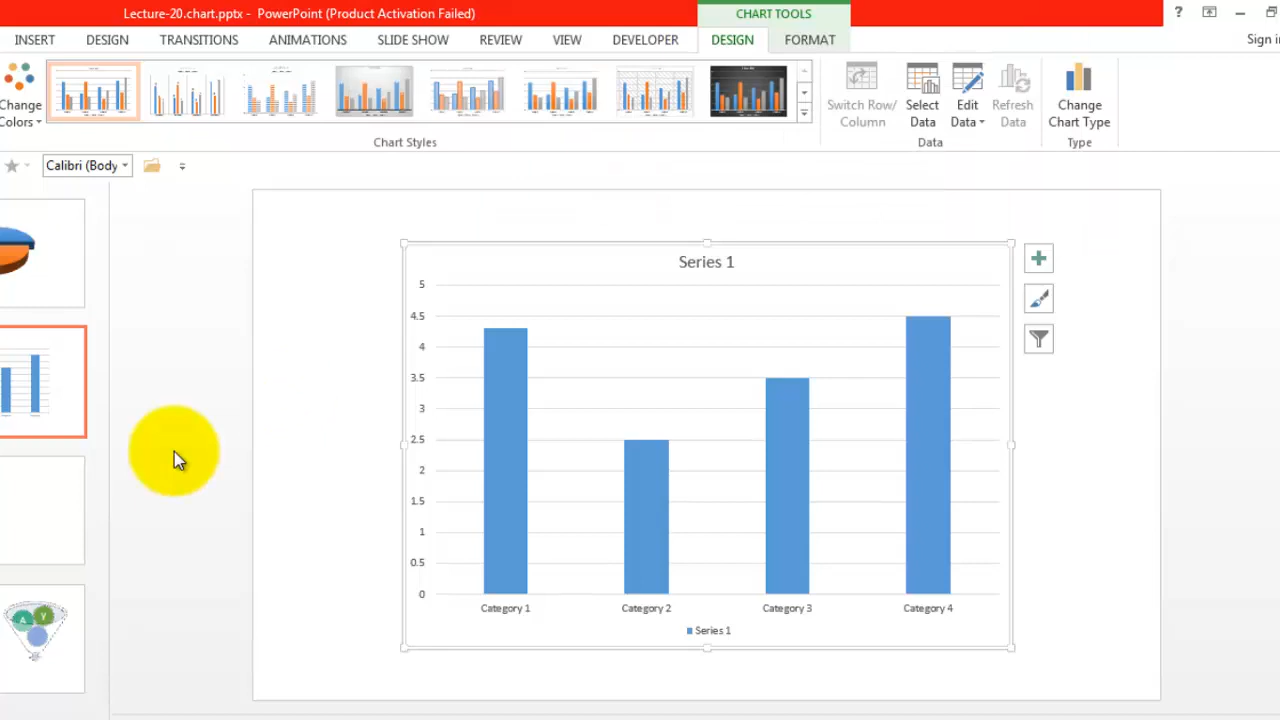 Lecture-20.chart.pptx - PowerPoint (Product Activation Failed)
CHART TOOLS
?
INSERT DESIGN TRANSITIONS ANIMATIONS SLIDE SHOW REVIEW VIEW DEVELOPER DESIGN FORMAT
Sign in
Change
Colors
Switch Row/
Column
Select
Data
Edit
Data
Refresh
Data
Change
Chart Type
Chart Styles
Data
Type
Calibri (Body
Series 1
5
4.5
4
3.5
3
2.5
2
1.5
1
0.5
0
Category 1 Category 2 Category 3 Category 4
Series 1
A Y